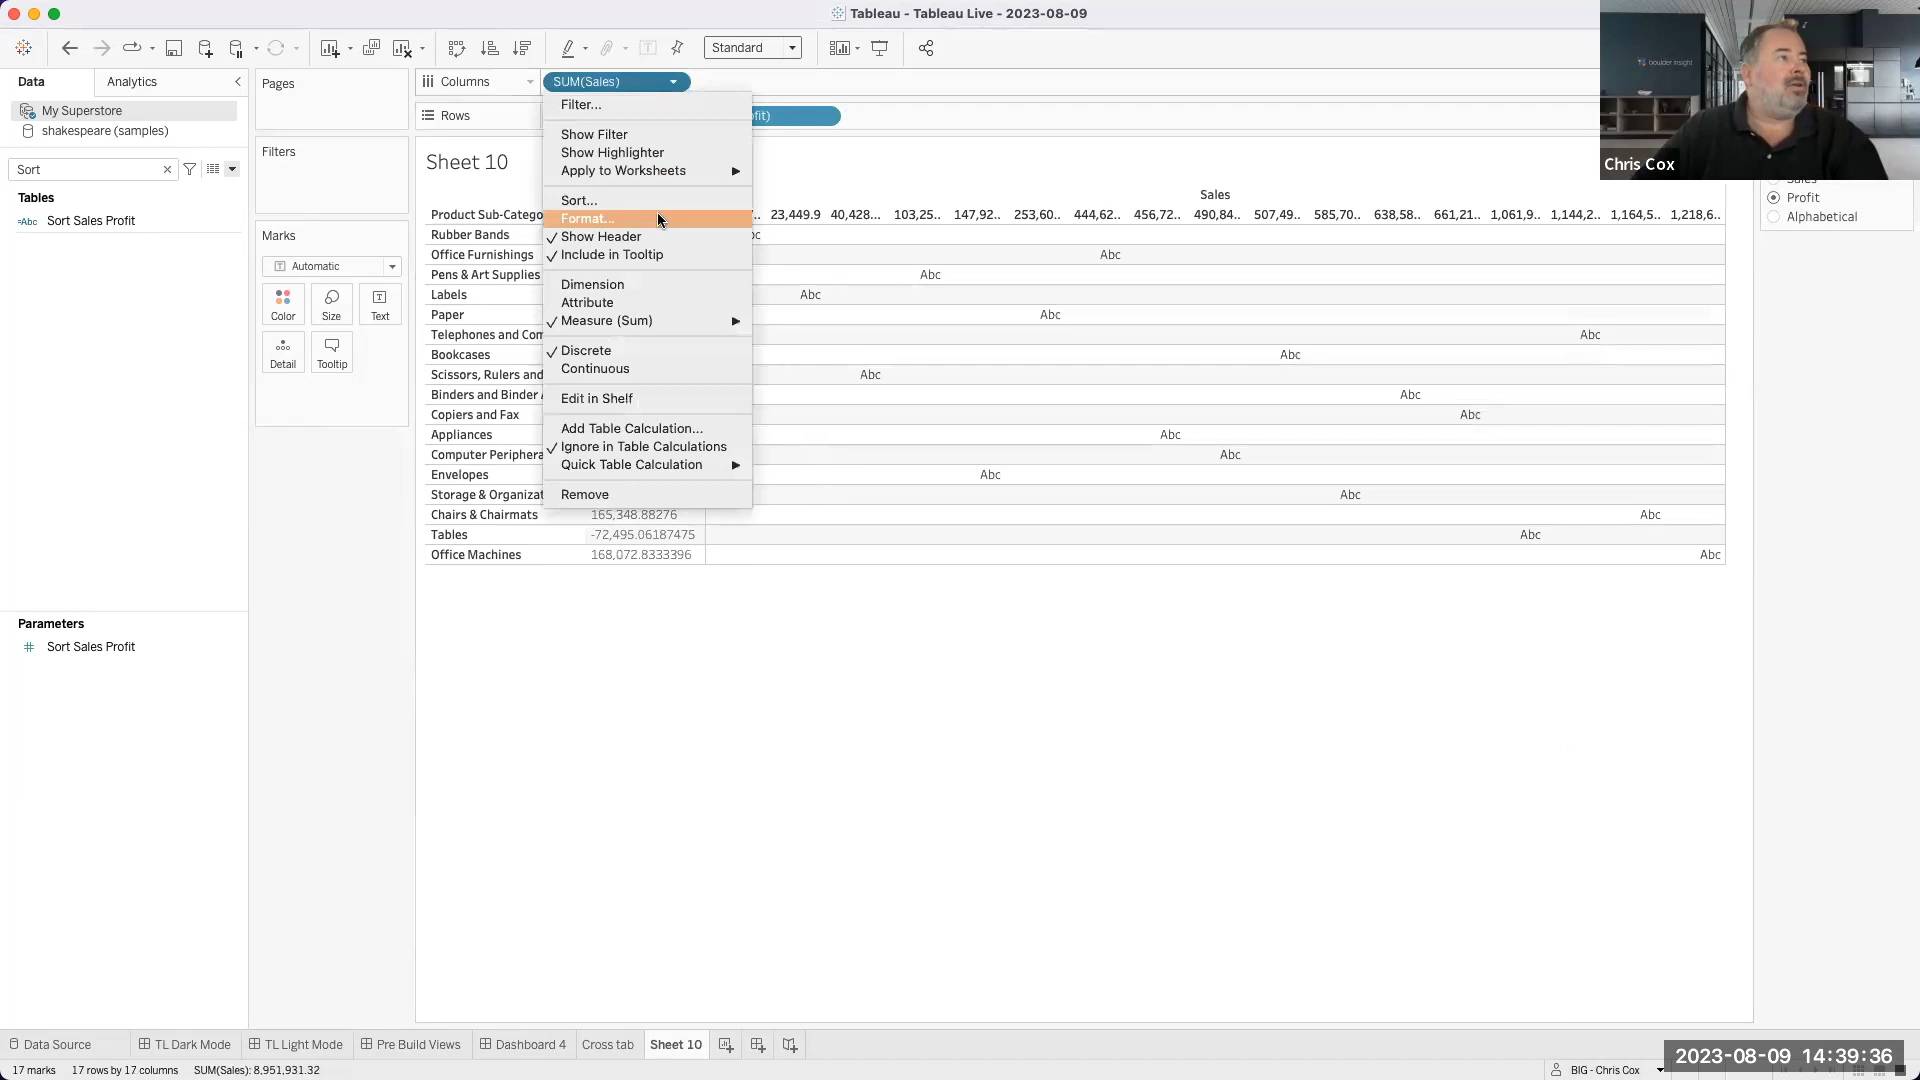 Tableau - Tableau Live - 2023-08-09
Standard
boulder insight
Chris Cox
Data
Analytics
My Superstore
shakespeare (samples)
Sort
Tables
Abc Sort Sales Profit
Parameters
# Sort Sales Profit
Pages
Filters
Marks
Automatic
Color
Size
Text
Detail
Tooltip
Columns
SUM(Sales)
Rows
Filter...
Show Filter
Show Highlighter
Apply to Worksheets
Sort...
Format...
Show Header
Include in Tooltip
Dimension
Attribute
Measure (Sum)
Discrete
Continuous
Edit in Shelf
Add Table Calculation...
Ignore in Table Calculations
Quick Table Calculation
Remove
Sheet 10
Sales
Product Sub-Catego 23,449.9 40,428... 103,25.. 147,92.. 253,60.. 444,62.. 456,72.. 490,84.. 507,49.. 585,70.. 638,58.. 661,21.. 1,061,9.. 1,144,2.. 1,164,5.. 1,218,6..
Rubber Bands
Office Furnishings Abc
Pens & Art Supplies Abc
Labels Abc
Paper Abc
Telephones and Com Abc
Bookcases Abc
Scissors, Rulers and Abc
Binders and Binder Abc
Copiers and Fax Abc
Appliances Abc
Computer Periphera Abc
Envelopes Abc
Storage & Organizat Abc
Chairs & Chairmats 165,348.88276 Abc
Tables -72,495.06187475 Abc
Office Machines 168,072.8333396 Abc
Sales
Profit
Alphabetical
Data Source
TL Dark Mode
TL Light Mode
Pre Build Views
Dashboard 4
Cross tab
Sheet 10
17 marks 17 rows by 17 columns SUM(Sales): 8,951,931.32
BIG - Chris Cox
2023-08-09 14:39:36